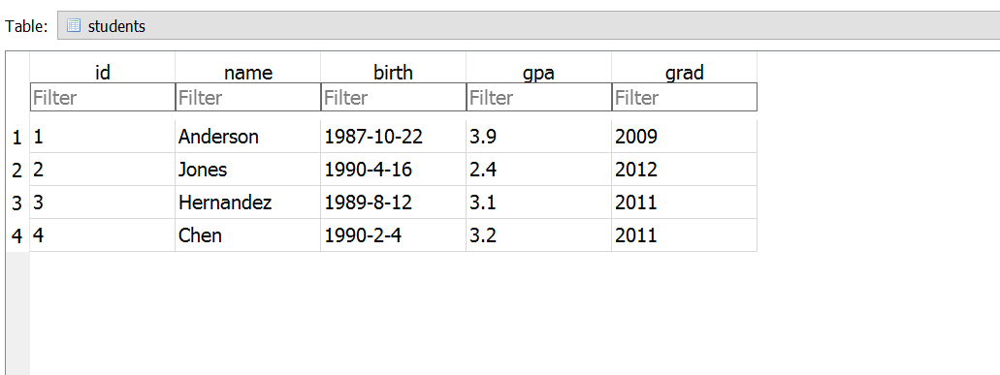 Table: students
id name birth gpa grad
Filter Filter Filter Filter Filter
1 1 Anderson 1987-10-22 3.9 2009
2 2 Jones 1990-4-16 2.4 2012
3 3 Hernandez 1989-8-12 3.1 2011
4 4 Chen 1990-2-4 3.2 2011